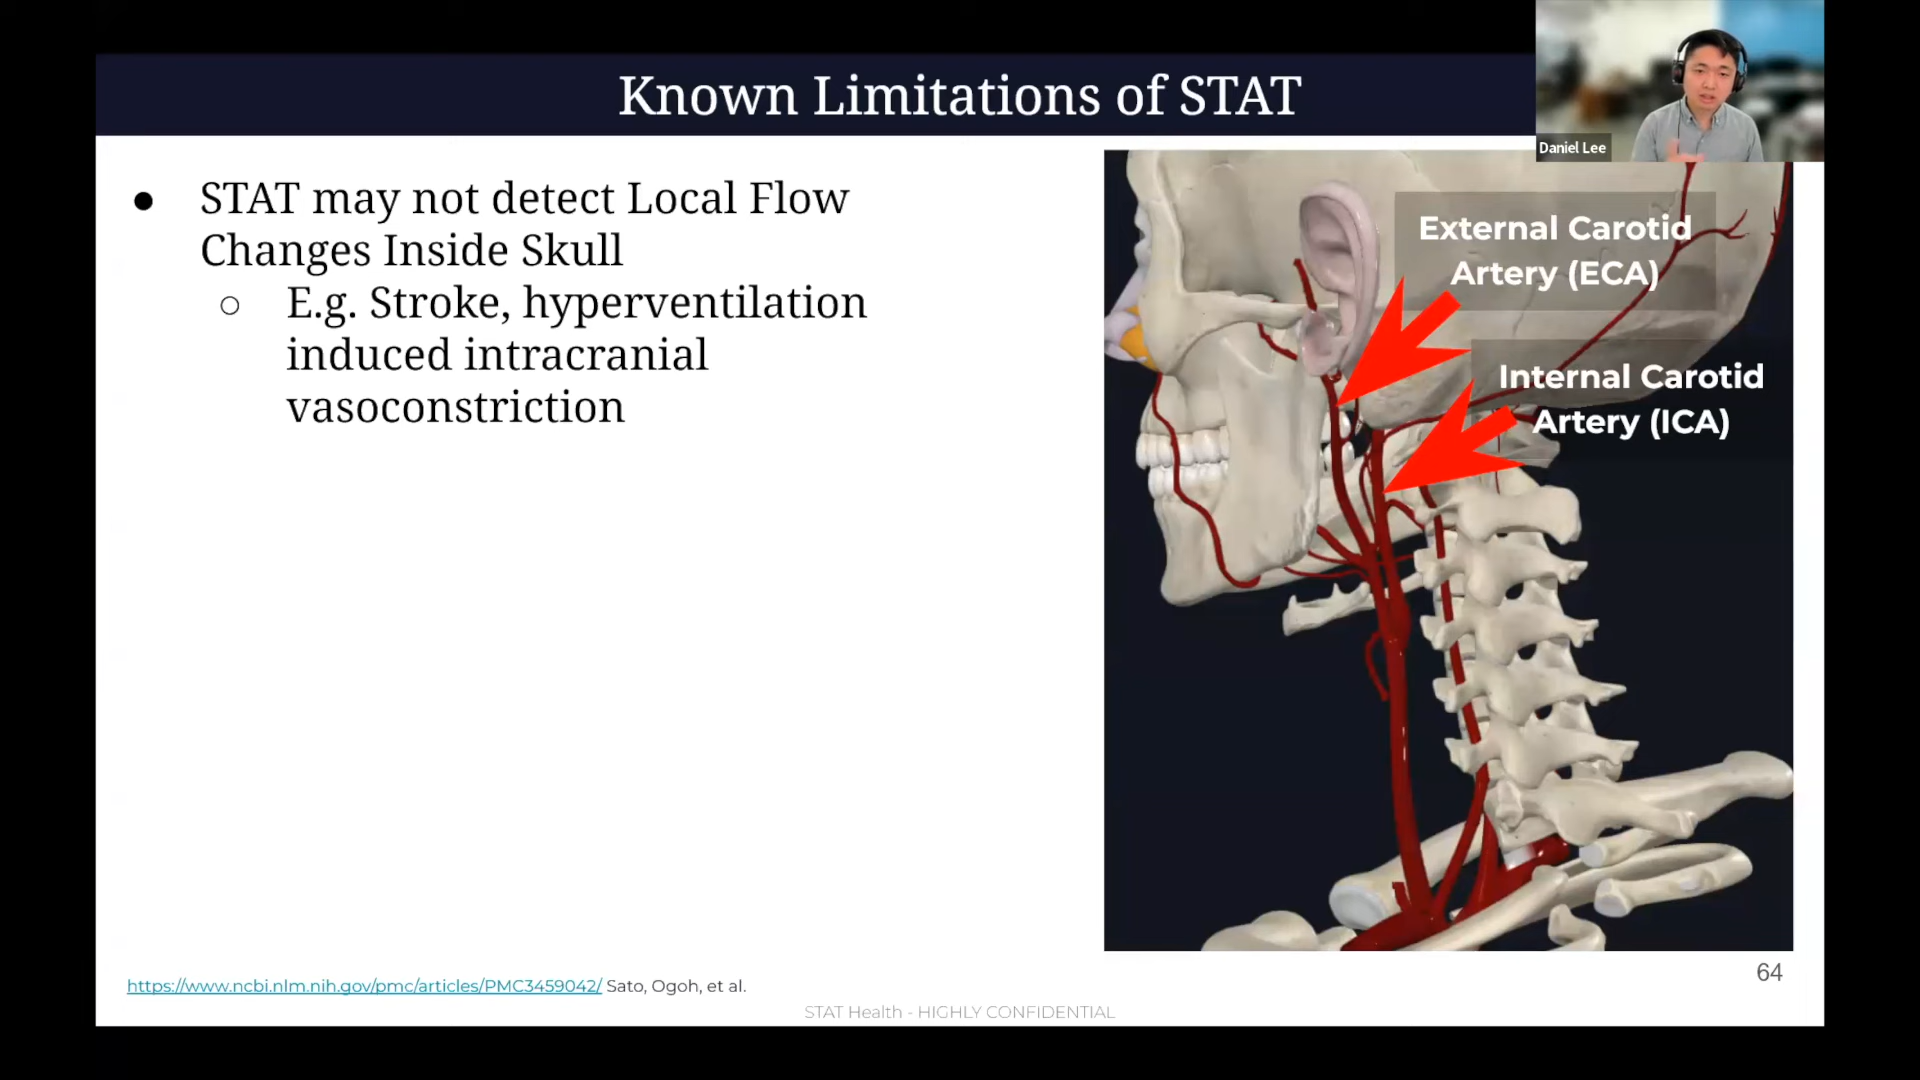 Known Limitations of STAT
Daniel Lee
● STAT may not detect Local Flow
Changes Inside Skull
○ E.g. Stroke, hyperventilation
induced intracranial
vasoconstriction
External Carotid
Artery (ECA)
Internal Carotid
Artery (ICA)
https://www.ncbi.nlm.nih.gov/pmc/articles/PMC3459042/ Sato, Ogoh, et al.
64
STAT Health - HIGHLY CONFIDENTIAL